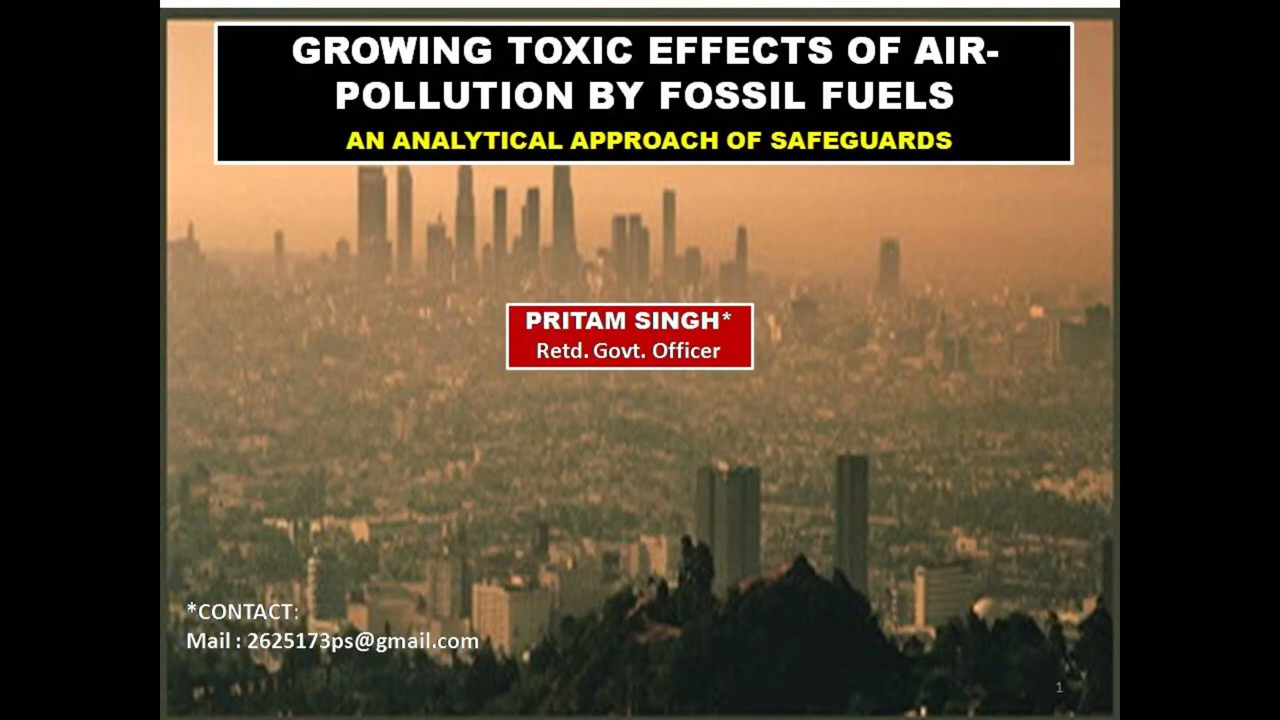 GROWING TOXIC EFFECTS OF AIR-
POLLUTION BY FOSSIL FUELS
AN ANALYTICAL APPROACH OF SAFEGUARDS
PRITAM SINGH*
Retd. Govt. Officer
*CONTACT:
Mail : 2625173ps@gmail.com
1